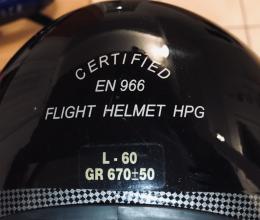 CERTIFIED
EN 966
FLIGHT HELMET HPG
L - 60
GR 670±50